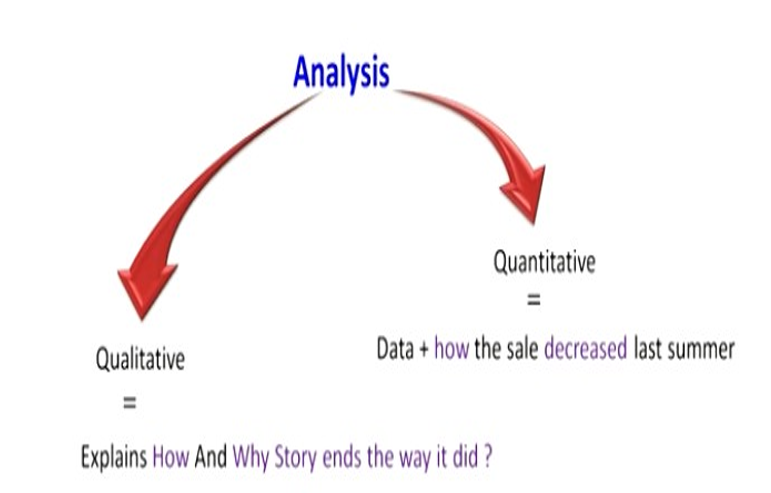 Analysis
Quantitative
=
Data + how the sale decreased last summer
Qualitative
=
Explains How And Why Story ends the way it did ?